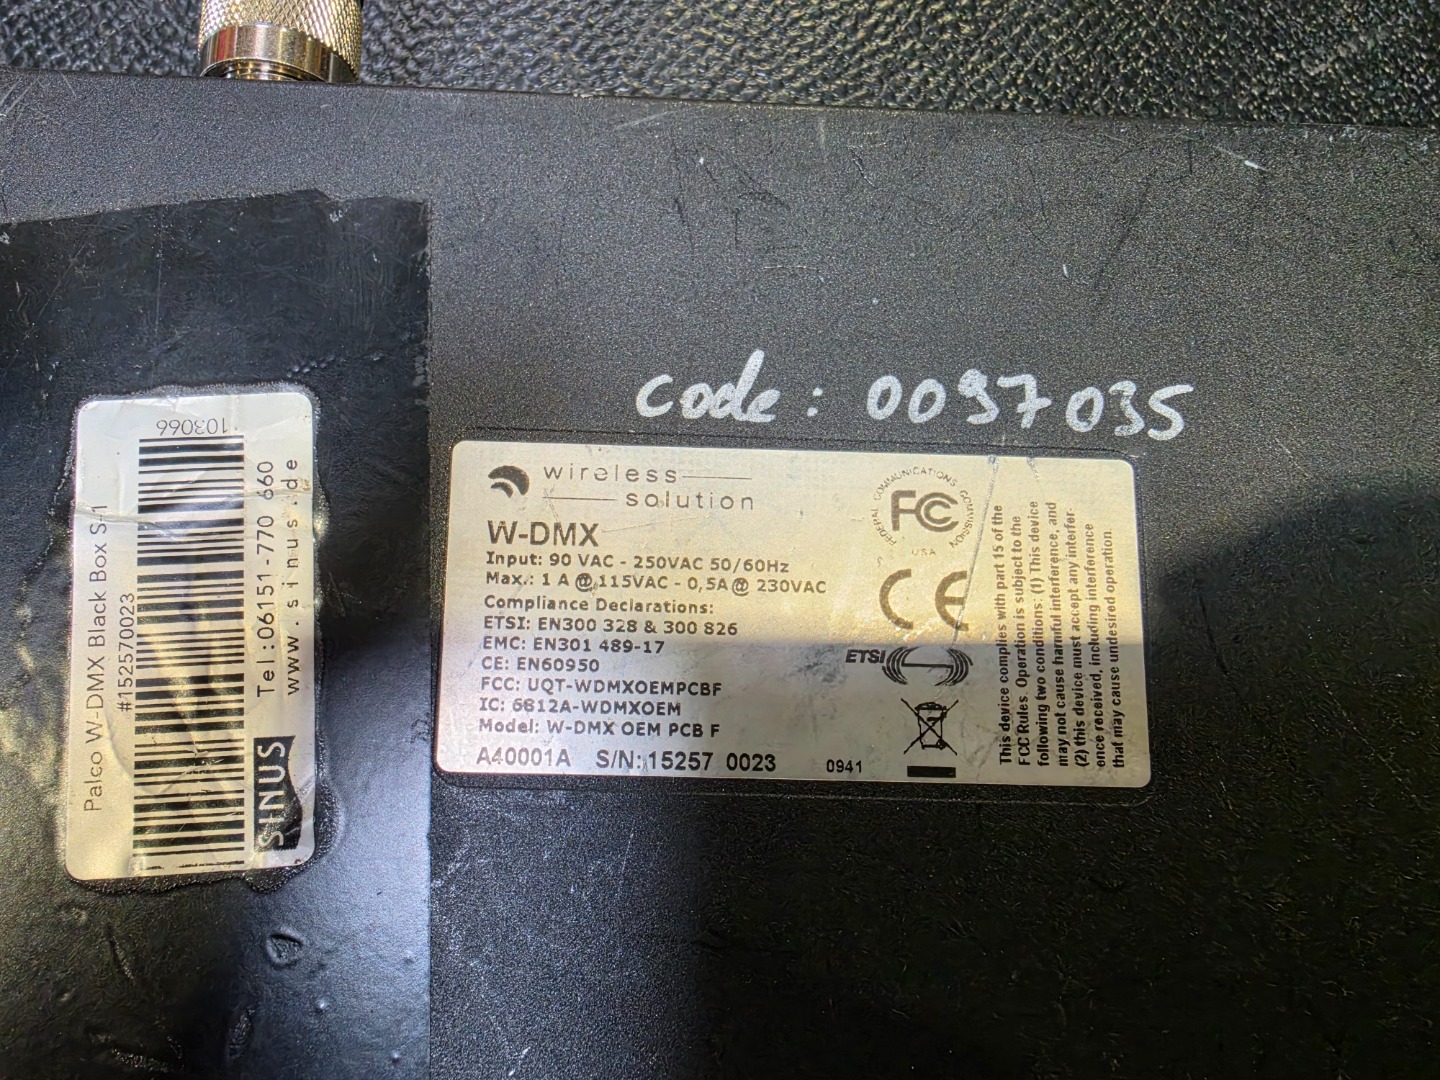 code: 0097035
103066
Palco W-DMX Black Box S-1
#152570023
Tel:06151-770 660
www.sinus.de
SINUS
wireless
solution
W-DMX
Input: 90 VAC - 250VAC 50/60Hz
Max.: 1 A @ 115VAC - 0,5A @ 230VAC
Compliance Declarations:
ETSI: EN300 328 & 300 826
EMC: EN301 489-17
CE: EN60950
FCC: UQT-WDMXOEMPCBF
IC: 6812A-WDMXOEM
Model: W-DMX OEM PCB F
A40001A S/N: 15257 0023 0941
FEDERAL COMMUNICATIONS COMMISSION
FC
USA
CE
ETSI
This device complies with part 15 of the
FCC Rules. Operation is subject to the
following two conditions: (1) This device
may not cause harmful interference, and
(2) this device must accept any interfer-
ence received, including interference
that may cause undesired operation